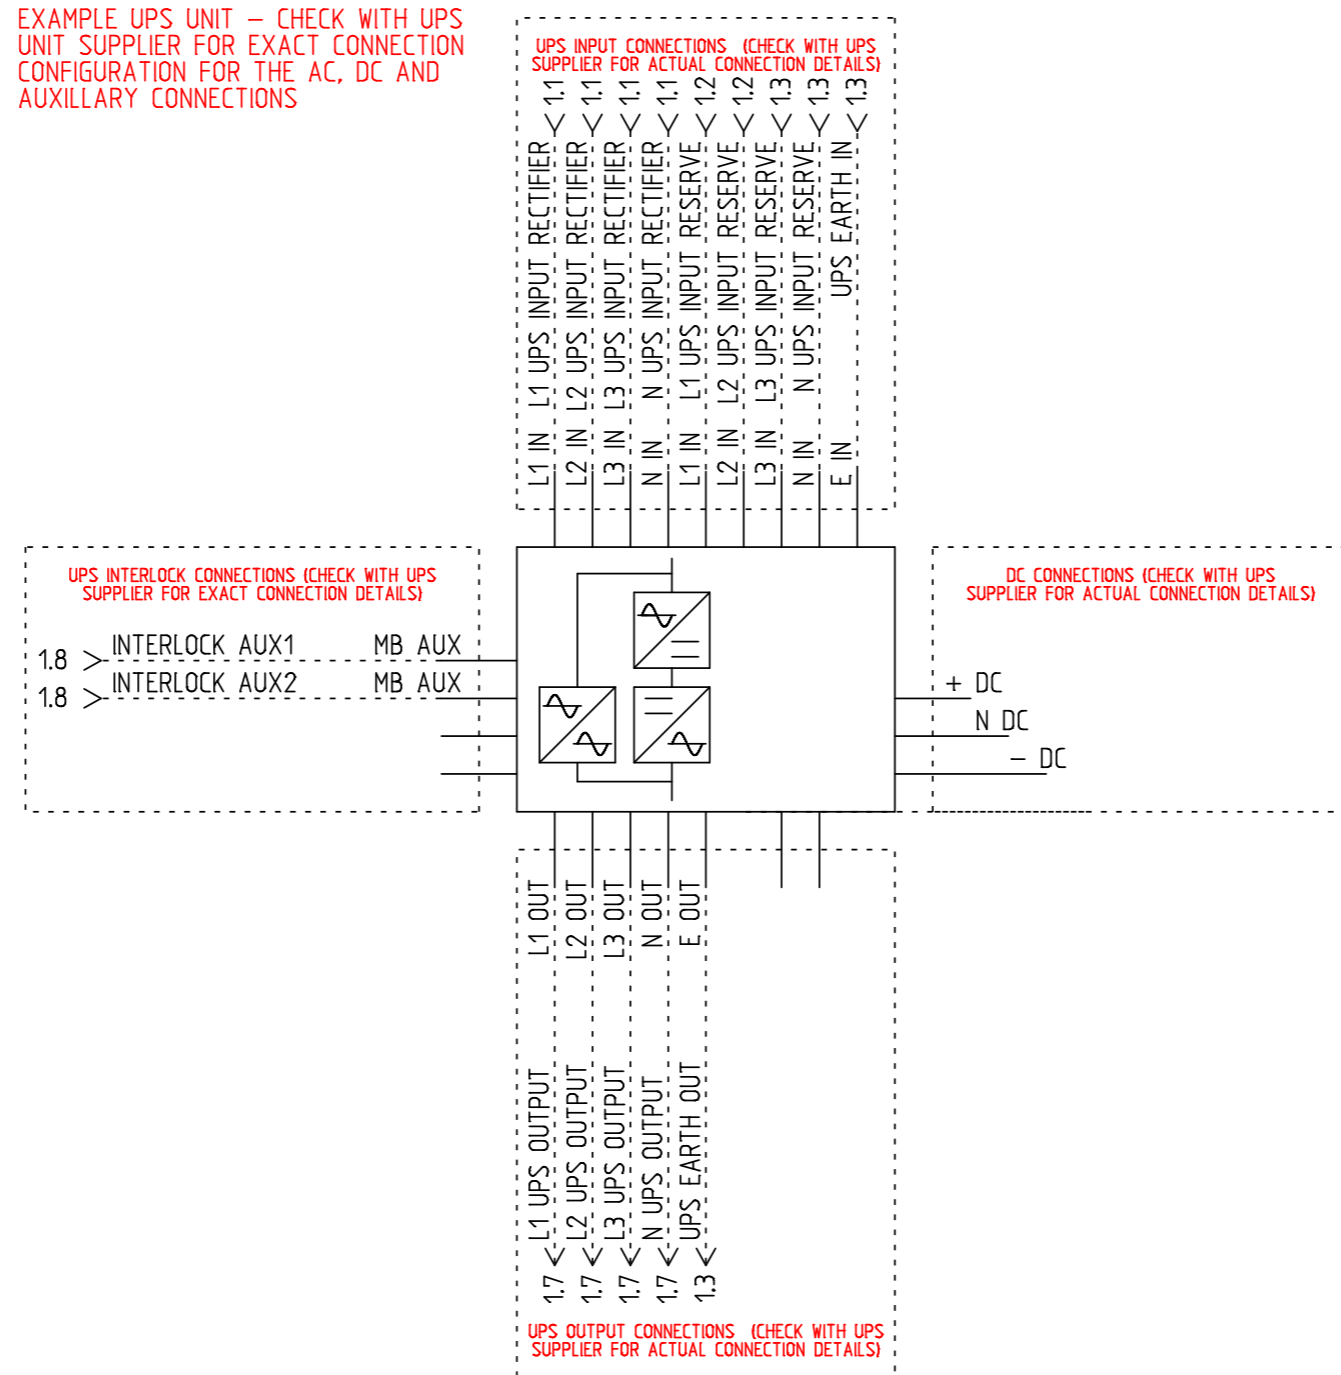 EXAMPLE UPS UNIT – CHECK WITH UPS
UNIT SUPPLIER FOR EXACT CONNECTION
CONFIGURATION FOR THE AC, DC AND
AUXILLARY CONNECTIONS
UPS INPUT CONNECTIONS (CHECK WITH UPS
SUPPLIER FOR ACTUAL CONNECTION DETAILS)
1.1
1.1
1.1
1.1
1.2
1.2
1.3
1.3
1.3
L1 IN L1 UPS INPUT RECTIFIER
L2 IN L2 UPS INPUT RECTIFIER
L3 IN L3 UPS INPUT RECTIFIER
N IN N UPS INPUT RECTIFIER
L1 IN L1 UPS INPUT RESERVE
L2 IN L2 UPS INPUT RESERVE
L3 IN L3 UPS INPUT RESERVE
N IN N UPS INPUT RESERVE
E IN UPS EARTH IN
UPS INTERLOCK CONNECTIONS (CHECK WITH UPS
SUPPLIER FOR EXACT CONNECTION DETAILS)
1.8 INTERLOCK AUX1 MB AUX
1.8 INTERLOCK AUX2 MB AUX
DC CONNECTIONS (CHECK WITH UPS
SUPPLIER FOR ACTUAL CONNECTION DETAILS)
+ DC
N DC
– DC
L1 UPS OUTPUT L1 OUT
L2 UPS OUTPUT L2 OUT
L3 UPS OUTPUT L3 OUT
N UPS OUTPUT N OUT
UPS EARTH OUT E OUT
1.7
1.7
1.7
1.7
1.3
UPS OUTPUT CONNECTIONS (CHECK WITH UPS
SUPPLIER FOR ACTUAL CONNECTION DETAILS)